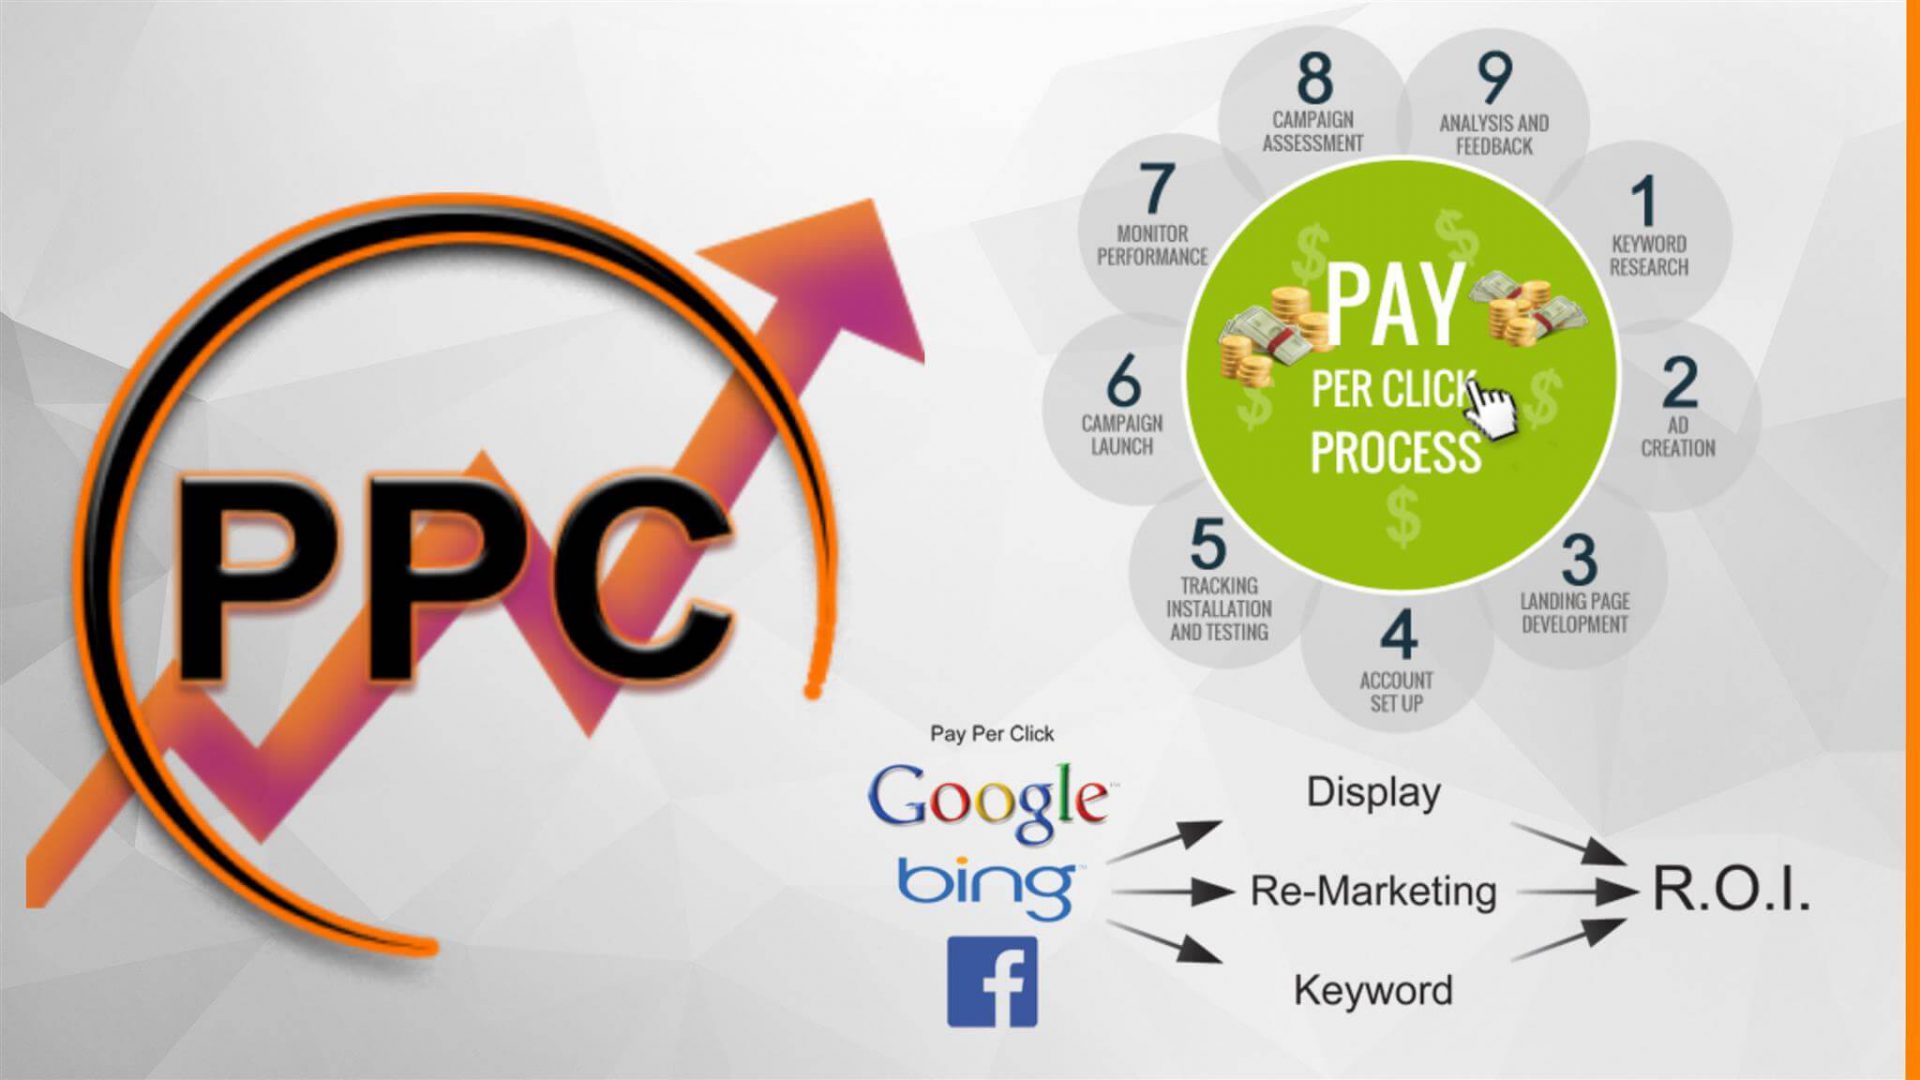 PPC
8
CAMPAIGN
ASSESSMENT
9
ANALYSIS AND
FEEDBACK
7
MONITOR
PERFORMANCE
1
KEYWORD
RESEARCH
6
CAMPAIGN
LAUNCH
2
AD
CREATION
5
TRACKING
INSTALLATION
AND TESTING
3
LANDING PAGE
DEVELOPMENT
4
ACCOUNT
SET UP
$ $
PAY
PER CLICK
PROCESS
$ $
$
Pay Per Click
Google™
bing™
f
Display
Re-Marketing
Keyword
R.O.I.